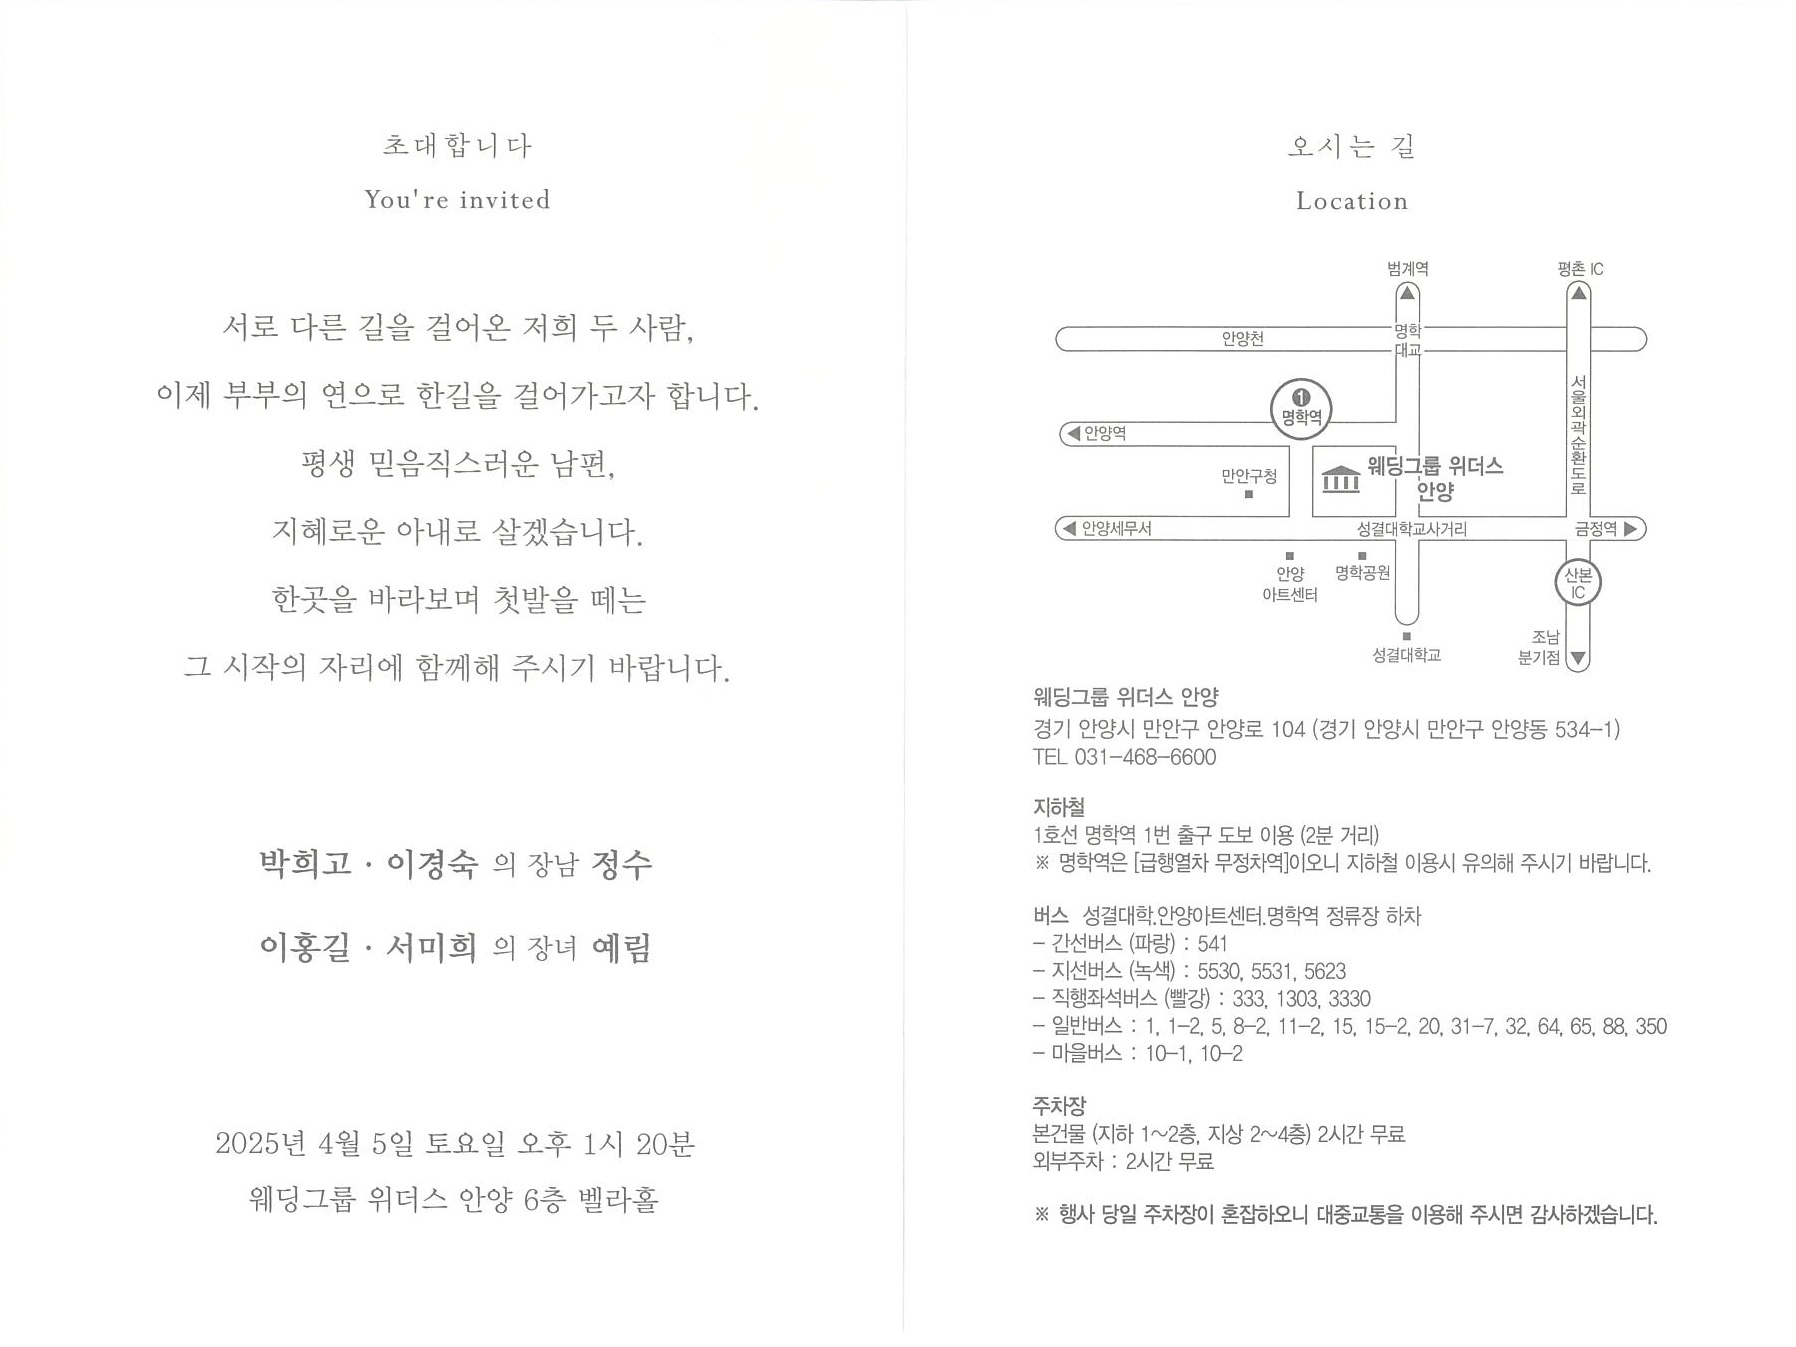 초대합니다
You're invited
서로 다른 길을 걸어온 저희 두 사람,
이제 부부의 연으로 한길을 걸어가고자 합니다.
평생 믿음직스러운 남편,
지혜로운 아내로 살겠습니다.
한곳을 바라보며 첫발을 떼는
그 시작의 자리에 함께해 주시기 바랍니다.
박희고 · 이경숙 의 장남 정수
이홍길 · 서미희 의 장녀 예림
2025년 4월 5일 토요일 오후 1시 20분
웨딩그룹 위더스 안양 6층 벨라홀
오시는 길
Location
범계역
평촌 IC
안양천
명학
대교
서울외곽순환도로
1
명학역
◀ 안양역
만안구청
웨딩그룹 위더스
안양
◀ 안양세무서
성결대학교사거리
금정역 ▶
안양
아트센터
명학공원
산본
IC
성결대학교
조남
분기점
웨딩그룹 위더스 안양
경기 안양시 만안구 안양로 104 (경기 안양시 만안구 안양동 534-1)
TEL 031-468-6600
지하철
1호선 명학역 1번 출구 도보 이용 (2분 거리)
※ 명학역은 [급행열차 무정차역]이오니 지하철 이용시 유의해 주시기 바랍니다.
버스 성결대학.안양아트센터.명학역 정류장 하차
- 간선버스 (파랑) : 541
- 지선버스 (녹색) : 5530, 5531, 5623
- 직행좌석버스 (빨강) : 333, 1303, 3330
- 일반버스 : 1, 1-2, 5, 8-2, 11-2, 15, 15-2, 20, 31-7, 32, 64, 65, 88, 350
- 마을버스 : 10-1, 10-2
주차장
본건물 (지하 1~2층, 지상 2~4층) 2시간 무료
외부주차 : 2시간 무료
※ 행사 당일 주차장이 혼잡하오니 대중교통을 이용해 주시면 감사하겠습니다.